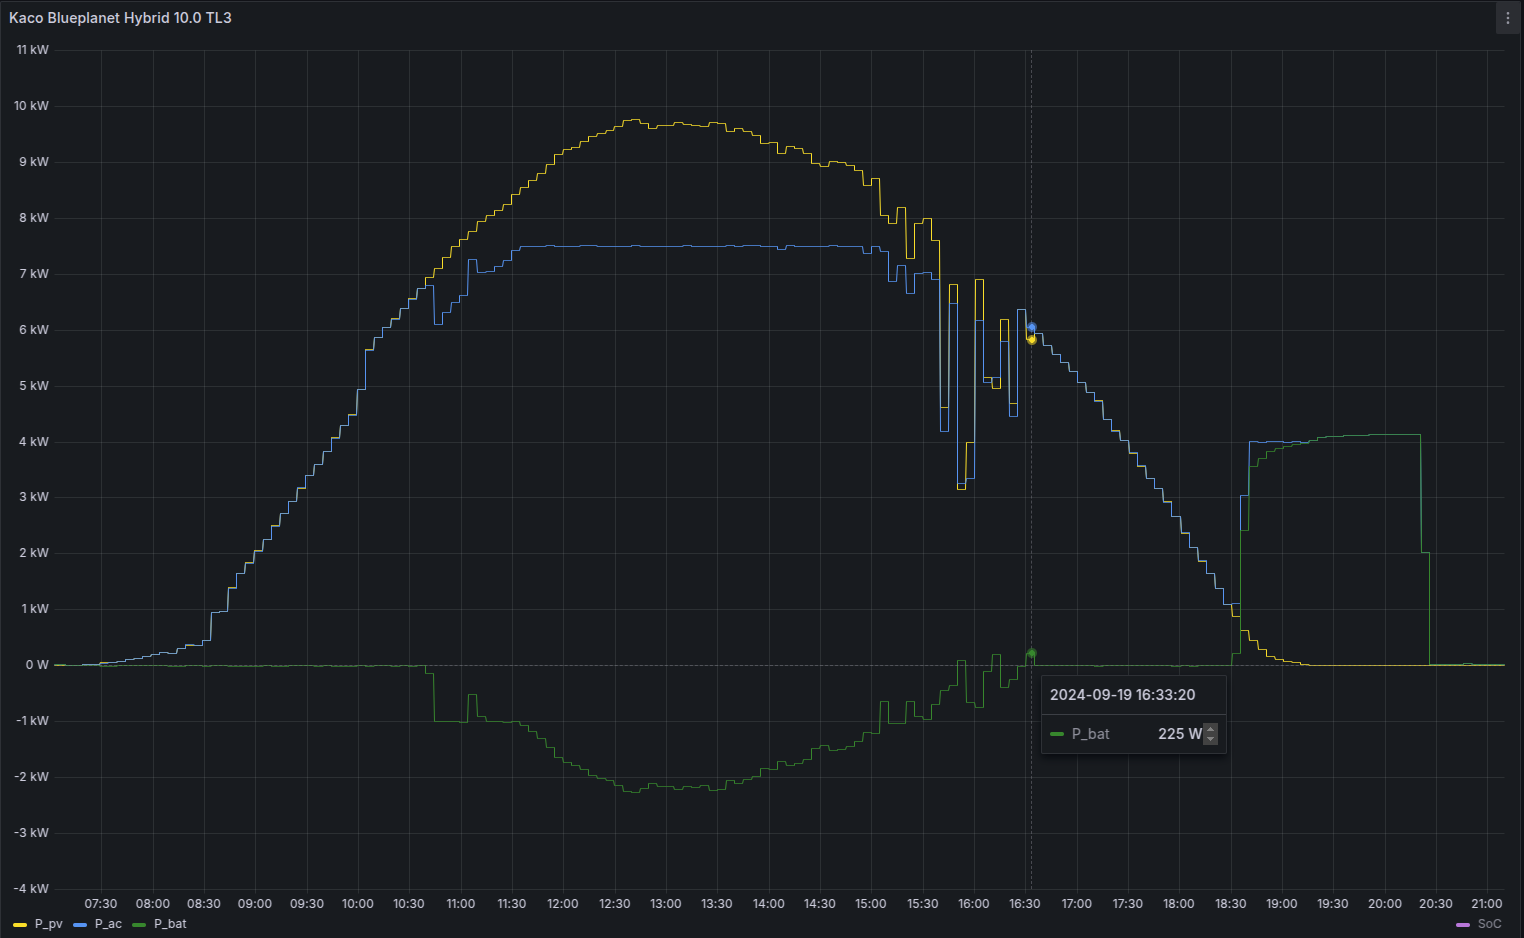 Kaco Blueplanet Hybrid 10.0 TL3
11 kW
10 kW
9 kW
8 kW
7 kW
6 kW
5 kW
4 kW
3 kW
2 kW
1 kW
0 W
-1 kW
-2 kW
-3 kW
-4 kW
2024-09-19 16:33:20
P_bat 225 W
07:30 08:00 08:30 09:00 09:30 10:00 10:30 11:00 11:30 12:00 12:30 13:00 13:30 14:00 14:30 15:00 15:30 16:00 16:30 17:00 17:30 18:00 18:30 19:00 19:30 20:00 20:30 21:00
P_pv P_ac P_bat SoC